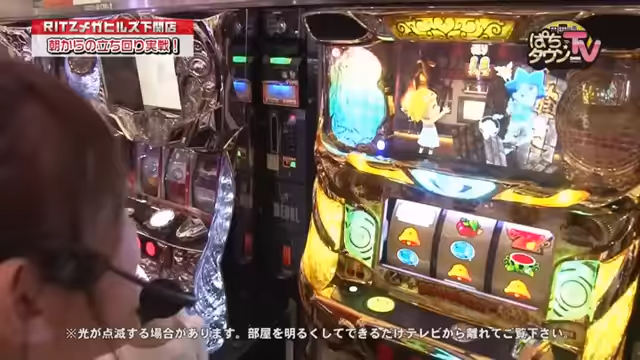 RITZメガヒルズ下関店
朝からの立ち回り実戦!
ぱち
タウン
TV
※光が点滅する場合があります。部屋を明るくしてできるだけテレビから離れてご覧下さい。